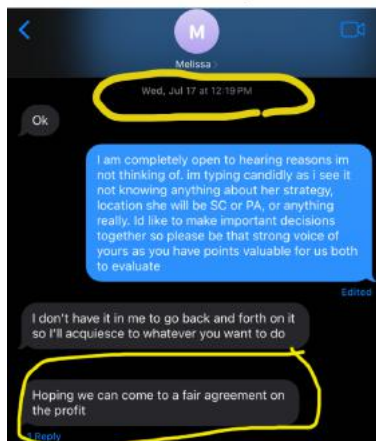 M
Melissa
Wed, Jul 17 at 12:19 PM
Ok
I am completely open to hearing reasons im
not thinking of. im typing candidly as i see it
not knowing anything about her strategy,
location she will be SC or PA, or anything
really. Id like to make important decisions
together so please be that strong voice of
yours as you have points valuable for us both
to evaluate
Edited
I don't have it in me to go back and forth on it
so I'll acquiesce to whatever you want to do
Hoping we can come to a fair agreement on
the profit
1 Reply